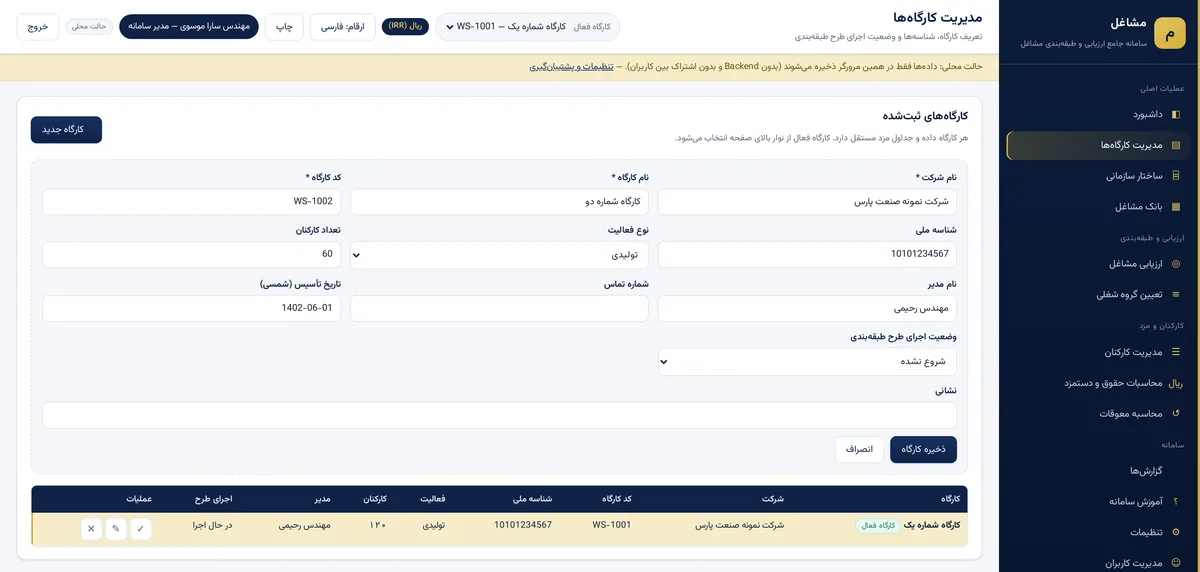 م
مشاغل
سامانه جامع ارزیابی و طبقه‌بندی مشاغل
عملیات اصلی
داشبورد
مدیریت کارگاه‌ها
ساختار سازمانی
بانک مشاغل
ارزیابی و طبقه‌بندی
ارزیابی مشاغل
تعیین گروه شغلی
کارکنان و مزد
مدیریت کارکنان
ریال محاسبات حقوق و دستمزد
محاسبه معوقات
سامانه
گزارش‌ها
؟ آموزش سامانه
تنظیمات
مدیریت کاربران
مدیریت کارگاه‌ها
تعریف کارگاه، شناسه‌ها و وضعیت اجرای طرح طبقه‌بندی
کارگاه فعال کارگاه شماره یک — WS-1001
ریال (IRR)
ارقام: فارسی
چاپ
مهندس سارا موسوی — مدیر سامانه
حالت محلی
خروج
حالت محلی: داده‌ها فقط در همین مرورگر ذخیره می‌شوند (بدون Backend و بدون اشتراک بین کاربران). — تنظیمات و پشتیبان‌گیری
کارگاه‌های ثبت‌شده
هر کارگاه داده و جداول مزد مستقل دارد. کارگاه فعال از نوار بالای صفحه انتخاب می‌شود.
کارگاه جدید
نام شرکت * نام کارگاه * کد کارگاه *
شرکت نمونه صنعت پارس کارگاه شماره دو WS-1002
شناسه ملی نوع فعالیت تعداد کارکنان
10101234567 تولیدی 60
نام مدیر شماره تماس تاریخ تأسیس (شمسی)
مهندس رحیمی 1402-06-01
وضعیت اجرای طرح طبقه‌بندی
شروع نشده
نشانی
ذخیره کارگاه انصراف
کارگاه شرکت کد کارگاه شناسه ملی فعالیت کارکنان مدیر اجرای طرح عملیات
کارگاه شماره یک کارگاه فعال شرکت نمونه صنعت پارس WS-1001 10101234567 تولیدی ۱۲۰ مهندس رحیمی در حال اجرا